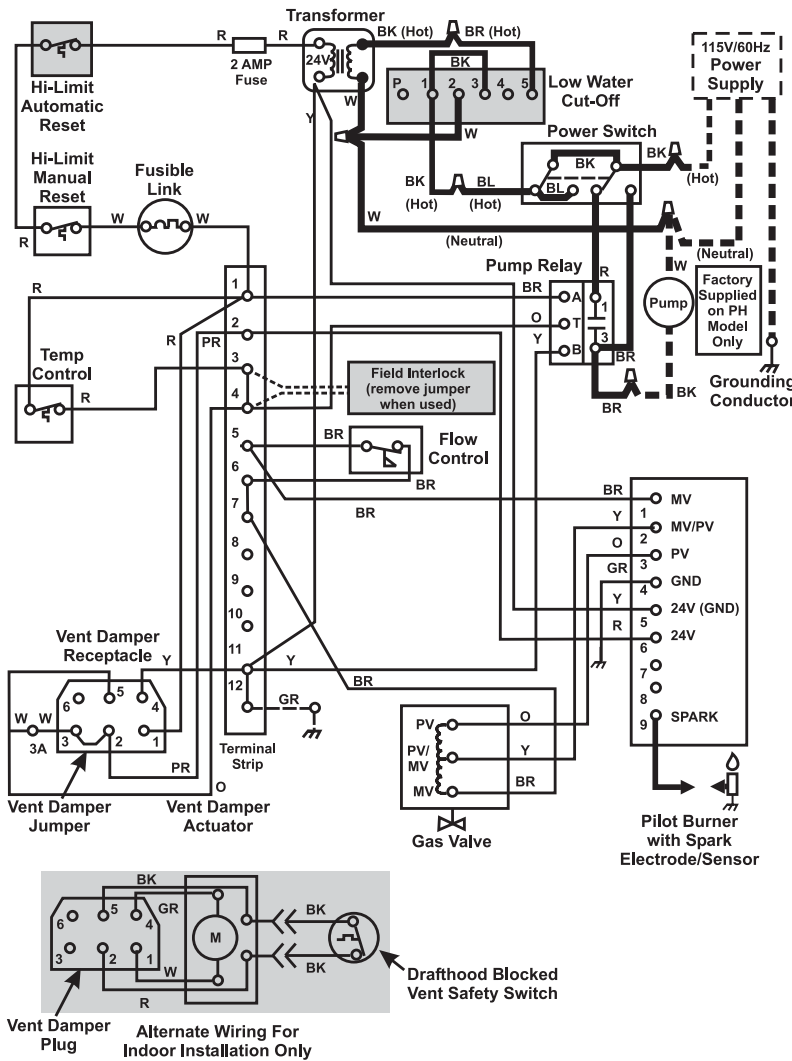 Transformer
BK (Hot)
BR (Hot)
R
R
R
24V
2 AMP
Fuse
BK
115V/60Hz
Power
Supply
Hi-Limit
Automatic
Reset
P
1
2
3
4
5
Low Water
Cut-Off
W
Y
W
Power Switch
BK
BK
(Hot)
BL
BK
(Hot)
BL
(Hot)
W
(Neutral)
(Neutral)
Hi-Limit
Manual
Reset
Fusible
Link
W
W
R
Pump Relay
R
W
Pump
Factory
Supplied
on PH
Model
Only
BR
A
1
O
T
Y
B
3
BR
BR
BK
Grounding
Conductor
R
1
2
PR
R
3
4
5
6
7
8
9
10
11
12
Temp
Control
R
Field Interlock
(remove jumper
when used)
BR
Flow
Control
BR
BR
BR
MV
1
Y
MV/PV
2
O
PV
3
GR
GND
4
Y
24V (GND)
5
R
24V
6
7
8
9
SPARK
Vent Damper
Receptacle
Y
Y
6
5
4
W
W
3
2
1
3A
PR
O
BR
GR
Terminal
Strip
Vent Damper
Jumper
Vent Damper
Actuator
PV
O
PV/
MV
Y
MV
BR
Gas Valve
Pilot Burner
with Spark
Electrode/Sensor
BK
GR
6
5
4
3
2
1
M
W
R
BK
BK
Drafthood Blocked
Vent Safety Switch
Vent Damper
Plug
Alternate Wiring For
Indoor Installation Only